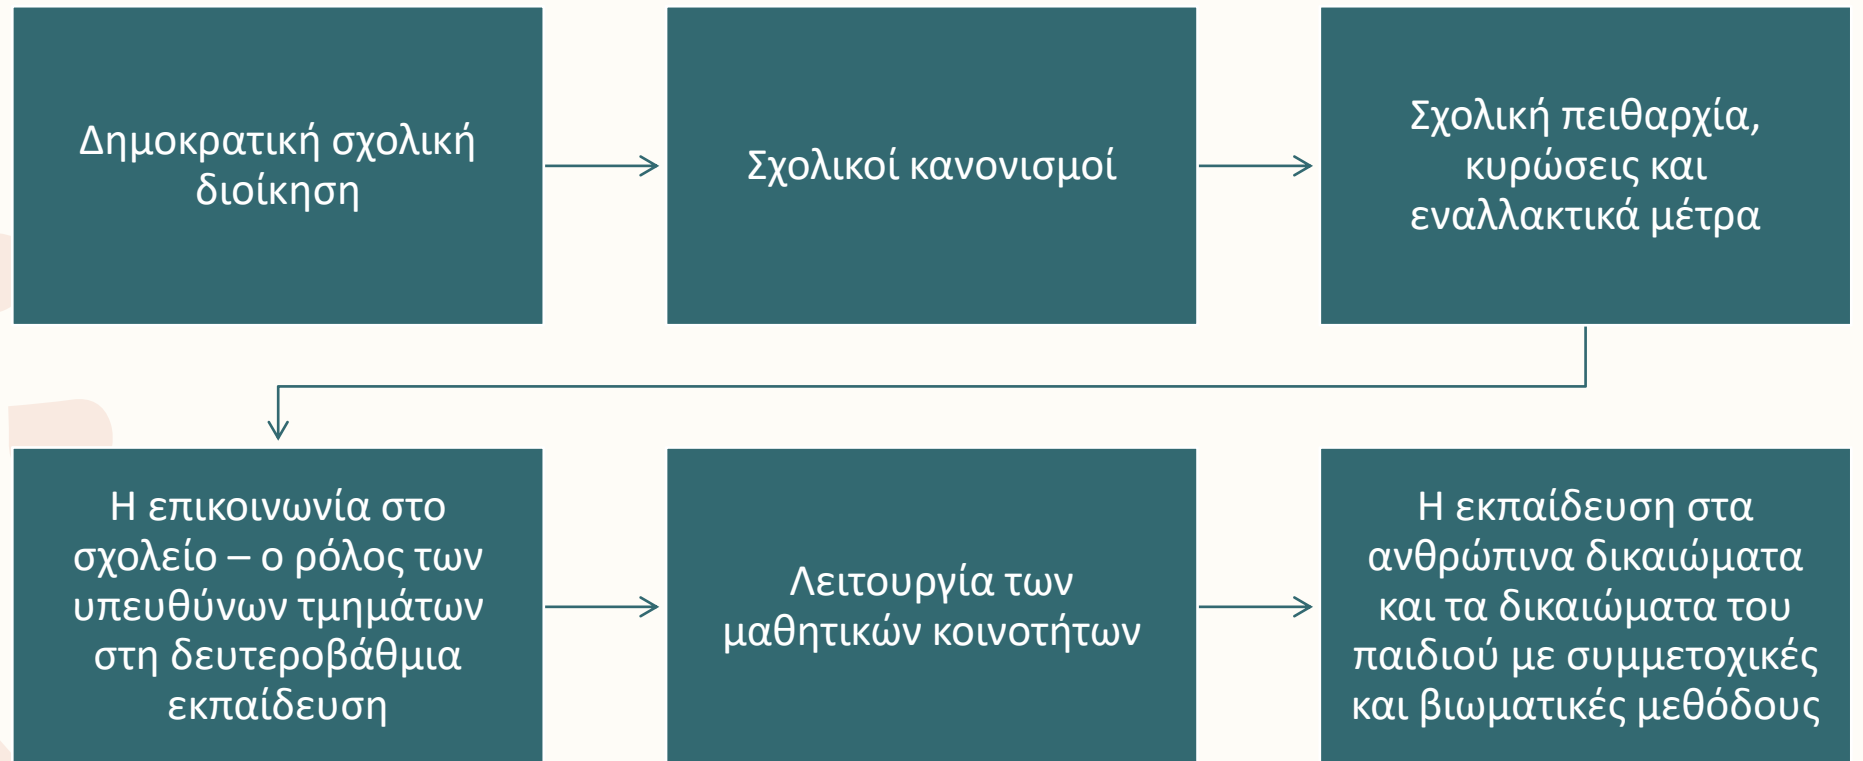 Δημοκρατική σχολική
διοίκηση
Σχολικοί κανονισμοί
Σχολική πειθαρχία,
κυρώσεις και
εναλλακτικά μέτρα
Η επικοινωνία στο
σχολείο – ο ρόλος των
υπευθύνων τμημάτων
στη δευτεροβάθμια
εκπαίδευση
Λειτουργία των
μαθητικών κοινοτήτων
Η εκπαίδευση στα
ανθρώπινα δικαιώματα
και τα δικαιώματα του
παιδιού με συμμετοχικές
και βιωματικές μεθόδους